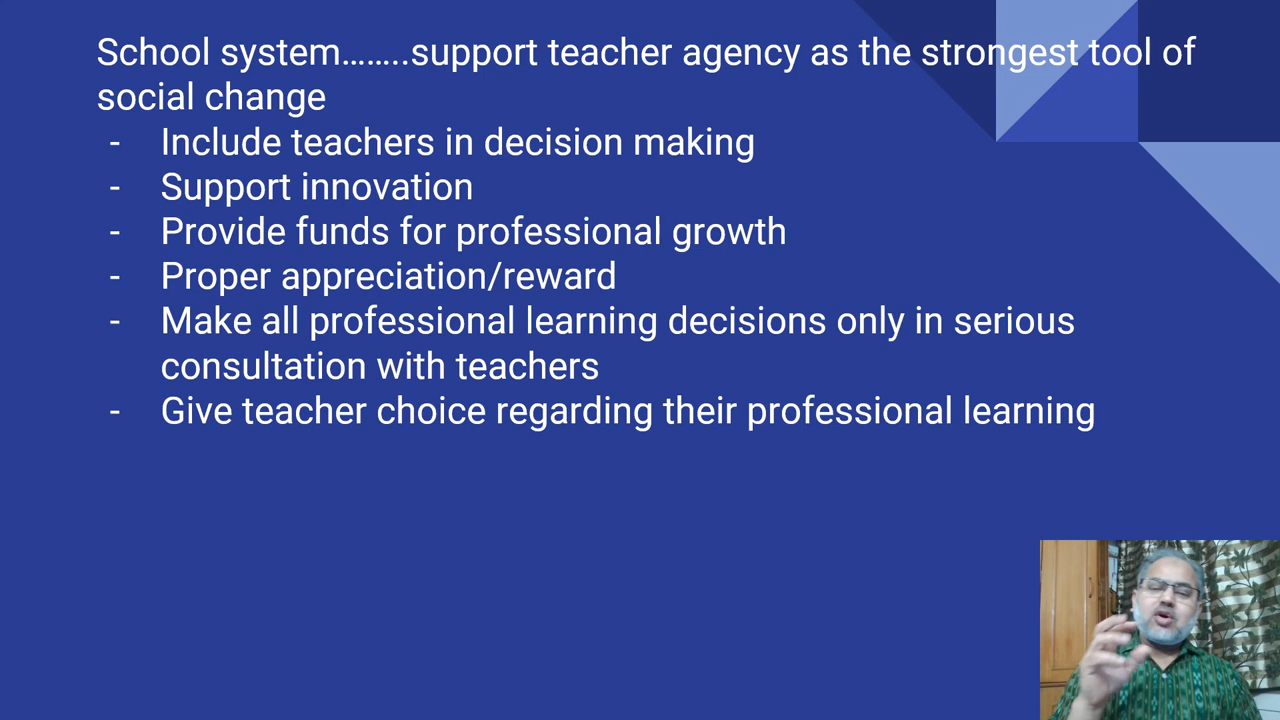 School system……..support teacher agency as the strongest tool of
social change
- Include teachers in decision making
- Support innovation
- Provide funds for professional growth
- Proper appreciation/reward
- Make all professional learning decisions only in serious
consultation with teachers
- Give teacher choice regarding their professional learning